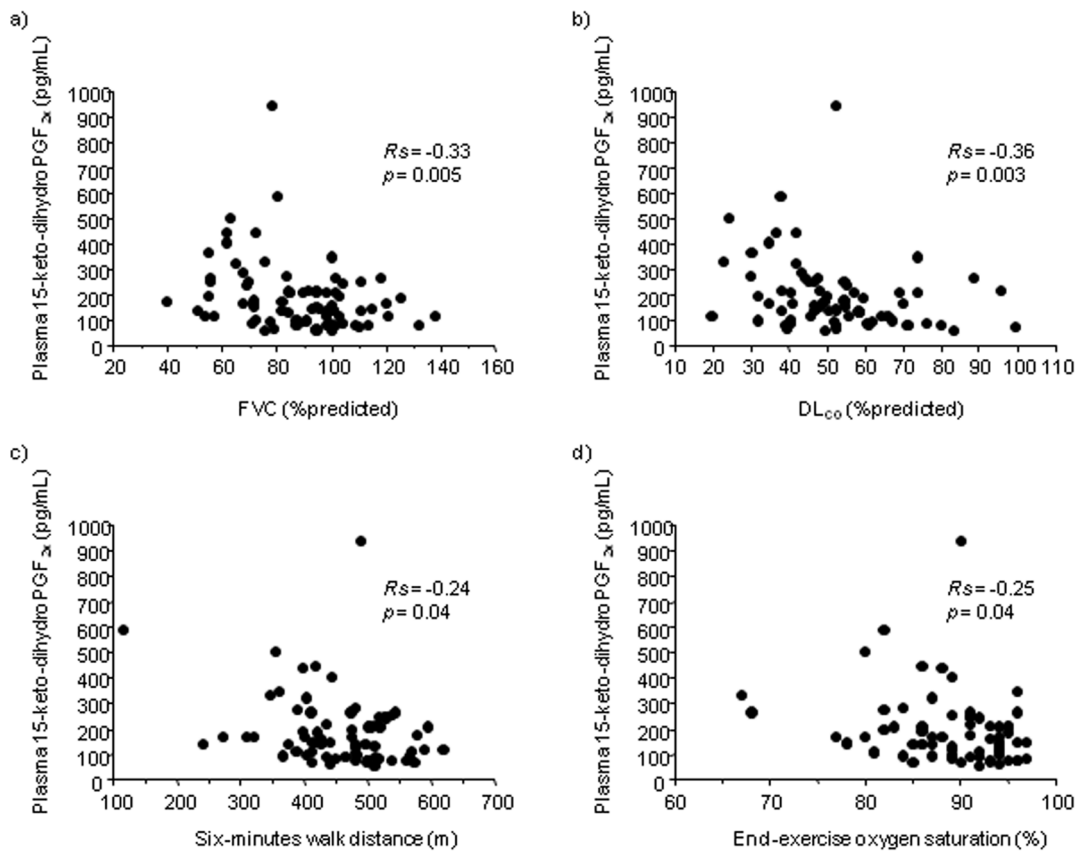 a)
Plasma 15-keto-dihydro PGF2α (pg/mL)
1000
900
800
700
600
500
400
300
200
100
0
Rs = -0.33
p = 0.005
20 40 60 80 100 120 140 160
FVC (%predicted)
b)
Plasma 15-keto-dihydro PGF2α (pg/mL)
1000
900
800
700
600
500
400
300
200
100
0
Rs = -0.36
p = 0.003
10 20 30 40 50 60 70 80 90 100 110
DLCO (%predicted)
c)
Plasma 15-keto-dihydro PGF2α (pg/mL)
1000
900
800
700
600
500
400
300
200
100
0
Rs = -0.24
p = 0.04
100 200 300 400 500 600 700
Six-minutes walk distance (m)
d)
Plasma 15-keto-dihydro PGF2α (pg/mL)
1000
900
800
700
600
500
400
300
200
100
0
Rs = -0.25
p = 0.04
60 70 80 90 100
End-exercise oxygen saturation (%)